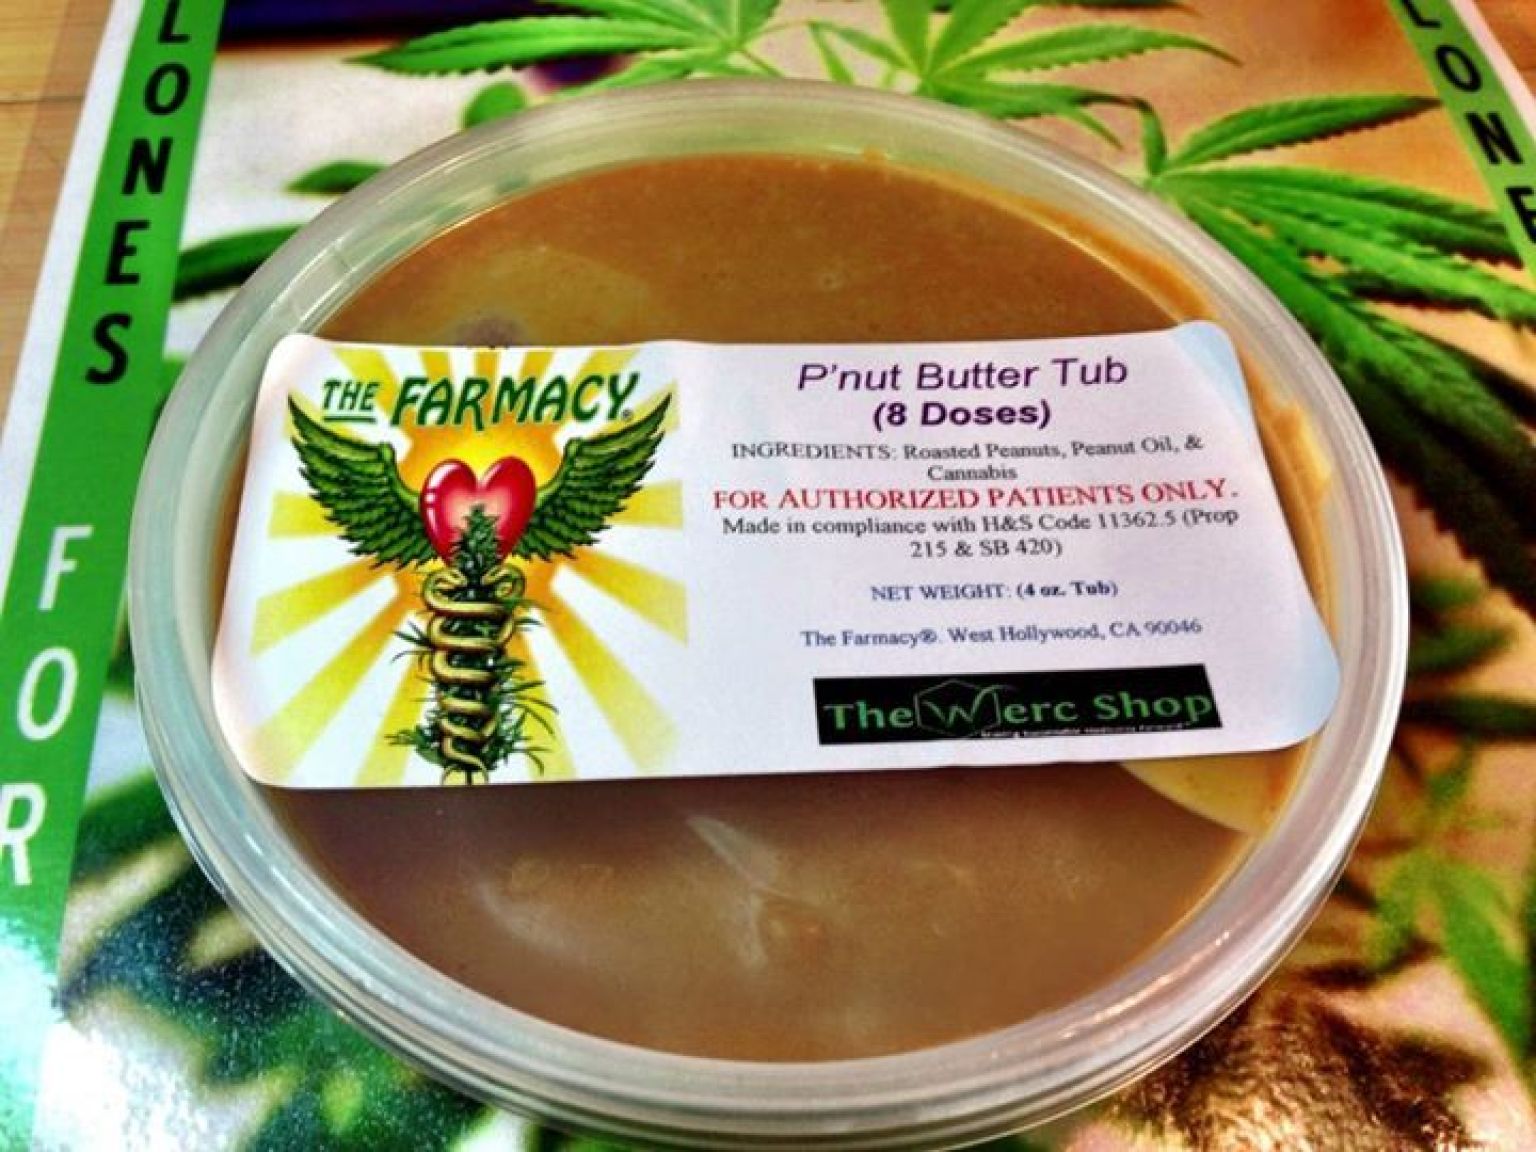 LONES FOR
LONE
THE FARMACY®
P'nut Butter Tub
(8 Doses)
INGREDIENTS: Roasted Peanuts, Peanut Oil, &
Cannabis
FOR AUTHORIZED PATIENTS ONLY.
Made in compliance with H&S Code 11362.5 (Prop
215 & SB 420)
NET WEIGHT: (4 oz. Tub)
The Farmacy®. West Hollywood, CA 90046
The Werc Shop